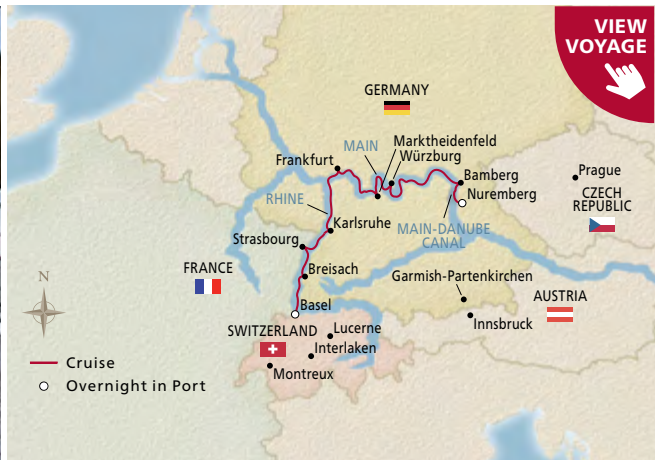 VIEW
VOYAGE
GERMANY
MAIN
Marktheidenfeld
Würzburg
Frankfurt
Bamberg
Nuremberg
Prague
CZECH
REPUBLIC
RHINE
Karlsruhe
MAIN-DANUBE
CANAL
Strasbourg
FRANCE
Breisach
Garmish-Partenkirchen
N
Basel
AUSTRIA
Innsbruck
SWITZERLAND
Lucerne
Interlaken
Montreux
Cruise
Overnight in Port